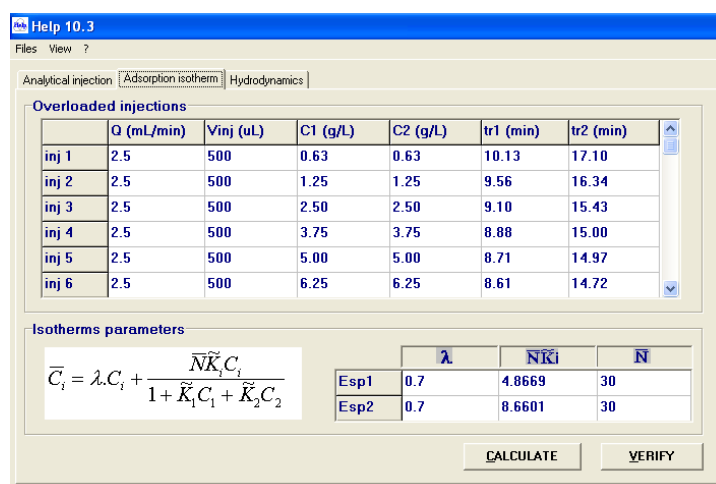 Help Help 10.3
Files View ?
Analytical injection Adsorption isotherm Hydrodynamics
Overloaded injections
Q (mL/min) Vinj (uL) C1 (g/L) C2 (g/L) tr1 (min) tr2 (min)
inj 1 2.5 500 0.63 0.63 10.13 17.10
inj 2 2.5 500 1.25 1.25 9.56 16.34
inj 3 2.5 500 2.50 2.50 9.10 15.43
inj 4 2.5 500 3.75 3.75 8.88 15.00
inj 5 2.5 500 5.00 5.00 8.71 14.97
inj 6 2.5 500 6.25 6.25 8.61 14.72
Isotherms parameters
C̅ᵢ = λ.Cᵢ + N̅K̃ᵢCᵢ / (1 + K̃₁C₁ + K̃₂C₂)
λ N̅K̃i N̅
Esp1 0.7 4.8669 30
Esp2 0.7 8.6601 30
CALCULATE VERIFY